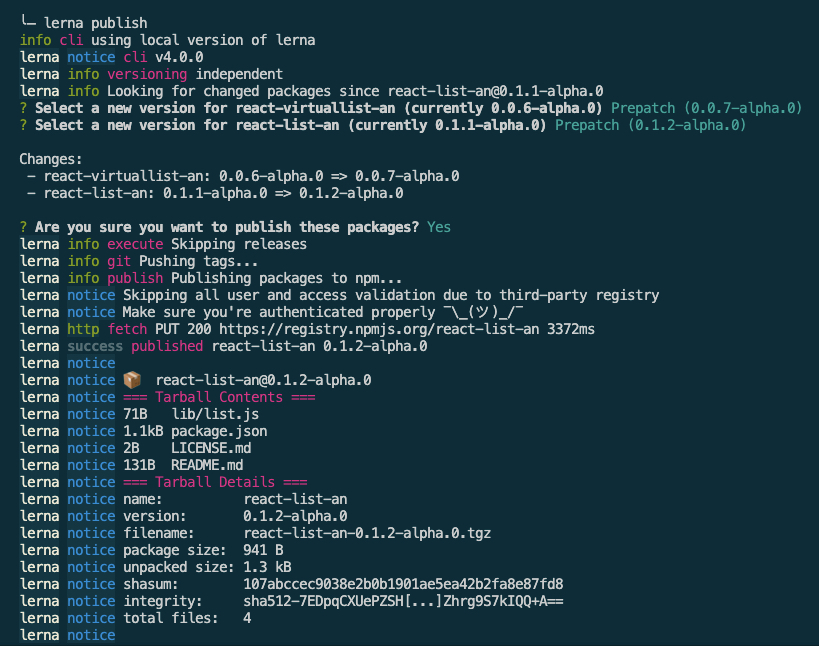 ╰─ lerna publish
info cli using local version of lerna
lerna notice cli v4.0.0
lerna info versioning independent
lerna info Looking for changed packages since react-list-an@0.1.1-alpha.0
? Select a new version for react-virtuallist-an (currently 0.0.6-alpha.0) Prepatch (0.0.7-alpha.0)
? Select a new version for react-list-an (currently 0.1.1-alpha.0) Prepatch (0.1.2-alpha.0)
Changes:
 - react-virtuallist-an: 0.0.6-alpha.0 => 0.0.7-alpha.0
 - react-list-an: 0.1.1-alpha.0 => 0.1.2-alpha.0
? Are you sure you want to publish these packages? Yes
lerna info execute Skipping releases
lerna info git Pushing tags...
lerna info publish Publishing packages to npm...
lerna notice Skipping all user and access validation due to third-party registry
lerna notice Make sure you're authenticated properly ¯\_(ツ)_/¯
lerna http fetch PUT 200 https://registry.npmjs.org/react-list-an 3372ms
lerna success published react-list-an 0.1.2-alpha.0
lerna notice
lerna notice 📦  react-list-an@0.1.2-alpha.0
lerna notice === Tarball Contents ===
lerna notice 71B   lib/list.js
lerna notice 1.1kB package.json
lerna notice 2B    LICENSE.md
lerna notice 131B  README.md
lerna notice === Tarball Details ===
lerna notice name:          react-list-an
lerna notice version:       0.1.2-alpha.0
lerna notice filename:      react-list-an-0.1.2-alpha.0.tgz
lerna notice package size:  941 B
lerna notice unpacked size: 1.3 kB
lerna notice shasum:        107abccec9038e2b0b1901ae5ea42b2fa8e87fd8
lerna notice integrity:     sha512-7EDpqCXUePZSH[...]Zhrg9S7kIQQ+A==
lerna notice total files:   4
lerna notice